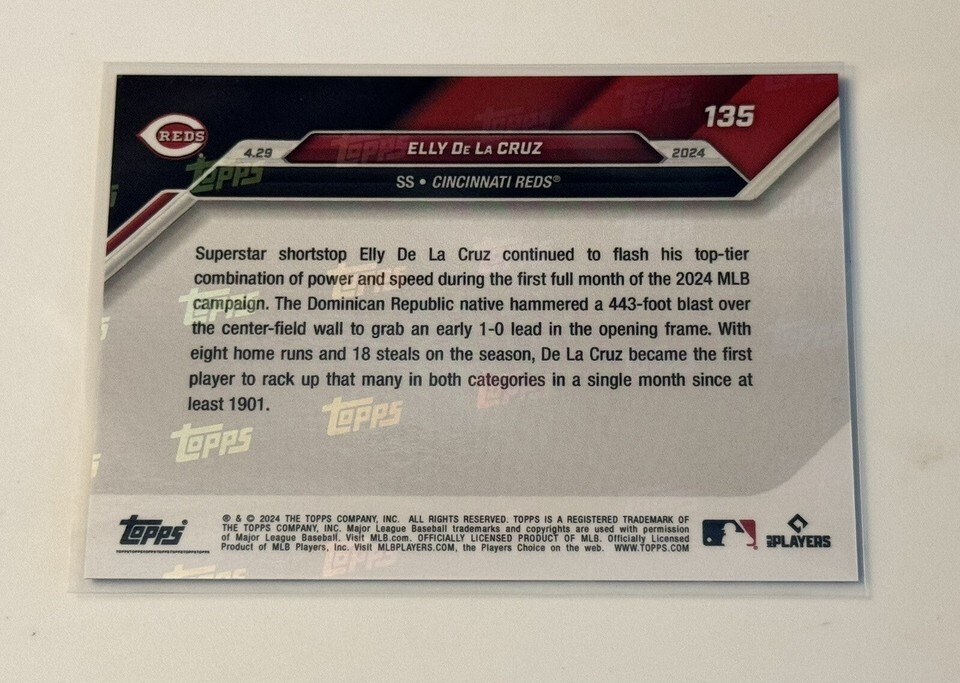 135
REDS
4.29 ELLY DE LA CRUZ 2024
SS • CINCINNATI REDS®
Superstar shortstop Elly De La Cruz continued to flash his top-tier
combination of power and speed during the first full month of the 2024 MLB
campaign. The Dominican Republic native hammered a 443-foot blast over
the center-field wall to grab an early 1-0 lead in the opening frame. With
eight home runs and 18 steals on the season, De La Cruz became the first
player to rack up that many in both categories in a single month since at
least 1901.
Topps
® & © 2024 THE TOPPS COMPANY, INC. ALL RIGHTS RESERVED. TOPPS IS A REGISTERED TRADEMARK OF
THE TOPPS COMPANY, INC. Major League Baseball trademarks and copyrights are used with permission
of Major League Baseball. Visit MLB.com. OFFICIALLY LICENSED PRODUCT OF MLB. Officially Licensed
Product of MLB Players, Inc. Visit MLBPLAYERS.COM, the Players Choice on the web. WWW.TOPPS.COM
MLB PLAYERS